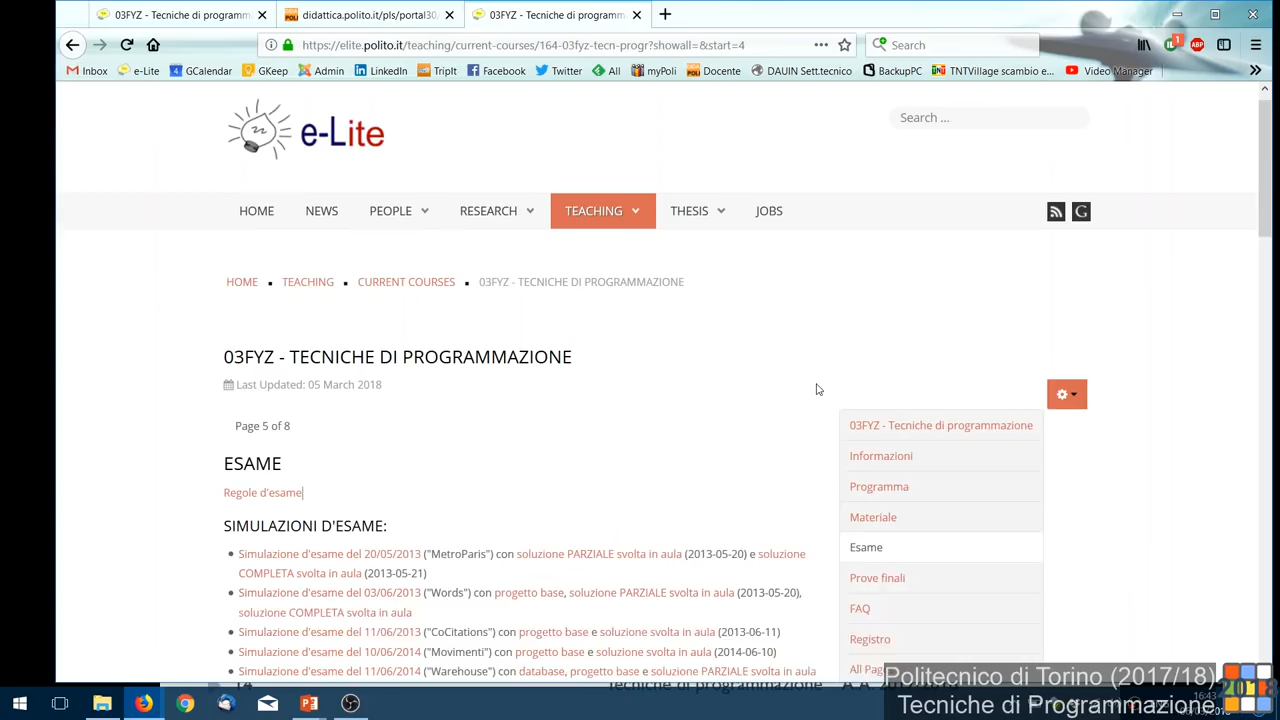 03FYZ - Tecniche di programm
didattica.polito.it/pls/portal30
03FYZ - Tecniche di programm
https://elite.polito.it/teaching/current-courses/164-03fyz-tecn-progr?showall=&start=4
Search
Inbox e-Lite GCalendar GKeep Admin LinkedIn TripIt Facebook Twitter All myPoli Docente DAUIN Sett.tecnico BackupPC TNTVillage scambio e... Video Manager
e-Lite
Search ...
HOME NEWS PEOPLE RESEARCH TEACHING THESIS JOBS
HOME TEACHING CURRENT COURSES 03FYZ - TECNICHE DI PROGRAMMAZIONE
03FYZ - TECNICHE DI PROGRAMMAZIONE
Last Updated: 05 March 2018
Page 5 of 8
ESAME
Regole d'esame
SIMULAZIONI D'ESAME:
Simulazione d'esame del 20/05/2013 ("MetroParis") con soluzione PARZIALE svolta in aula (2013-05-20) e soluzione
COMPLETA svolta in aula (2013-05-21)
Simulazione d'esame del 03/06/2013 ("Words") con progetto base, soluzione PARZIALE svolta in aula (2013-05-20),
soluzione COMPLETA svolta in aula
Simulazione d'esame del 11/06/2013 ("CoCitations") con progetto base e soluzione svolta in aula (2013-06-11)
Simulazione d'esame del 10/06/2014 ("Movimenti") con progetto base e soluzione svolta in aula (2014-06-10)
Simulazione d'esame del 11/06/2014 ("Warehouse") con database, progetto base e soluzione PARZIALE svolta in aula
03FYZ - Tecniche di programmazione
Informazioni
Programma
Materiale
Esame
Prove finali
FAQ
Registro
All Pag
Politecnico di Torino (2017/18)
Tecniche di Programmazione
2018
16:43